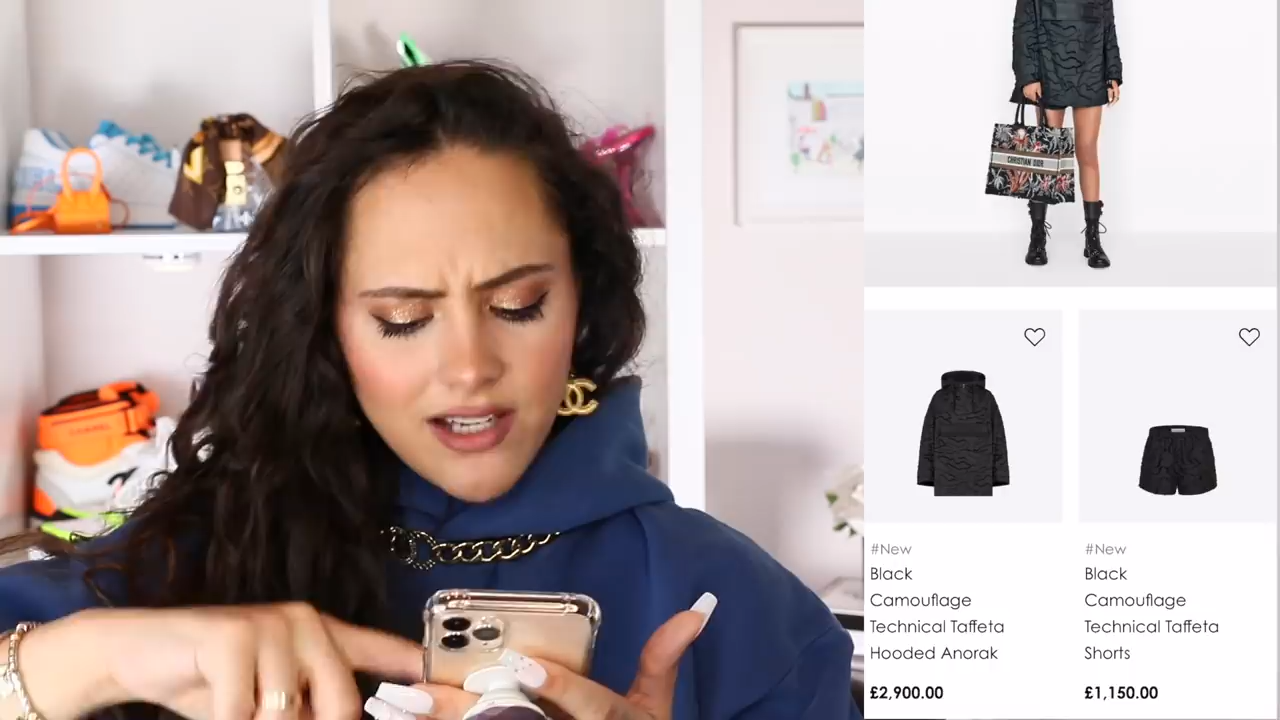 CHRISTIAN DIOR
CHANEL
#New
Black
Camouflage
Technical Taffeta
Hooded Anorak
£2,900.00
#New
Black
Camouflage
Technical Taffeta
Shorts
£1,150.00